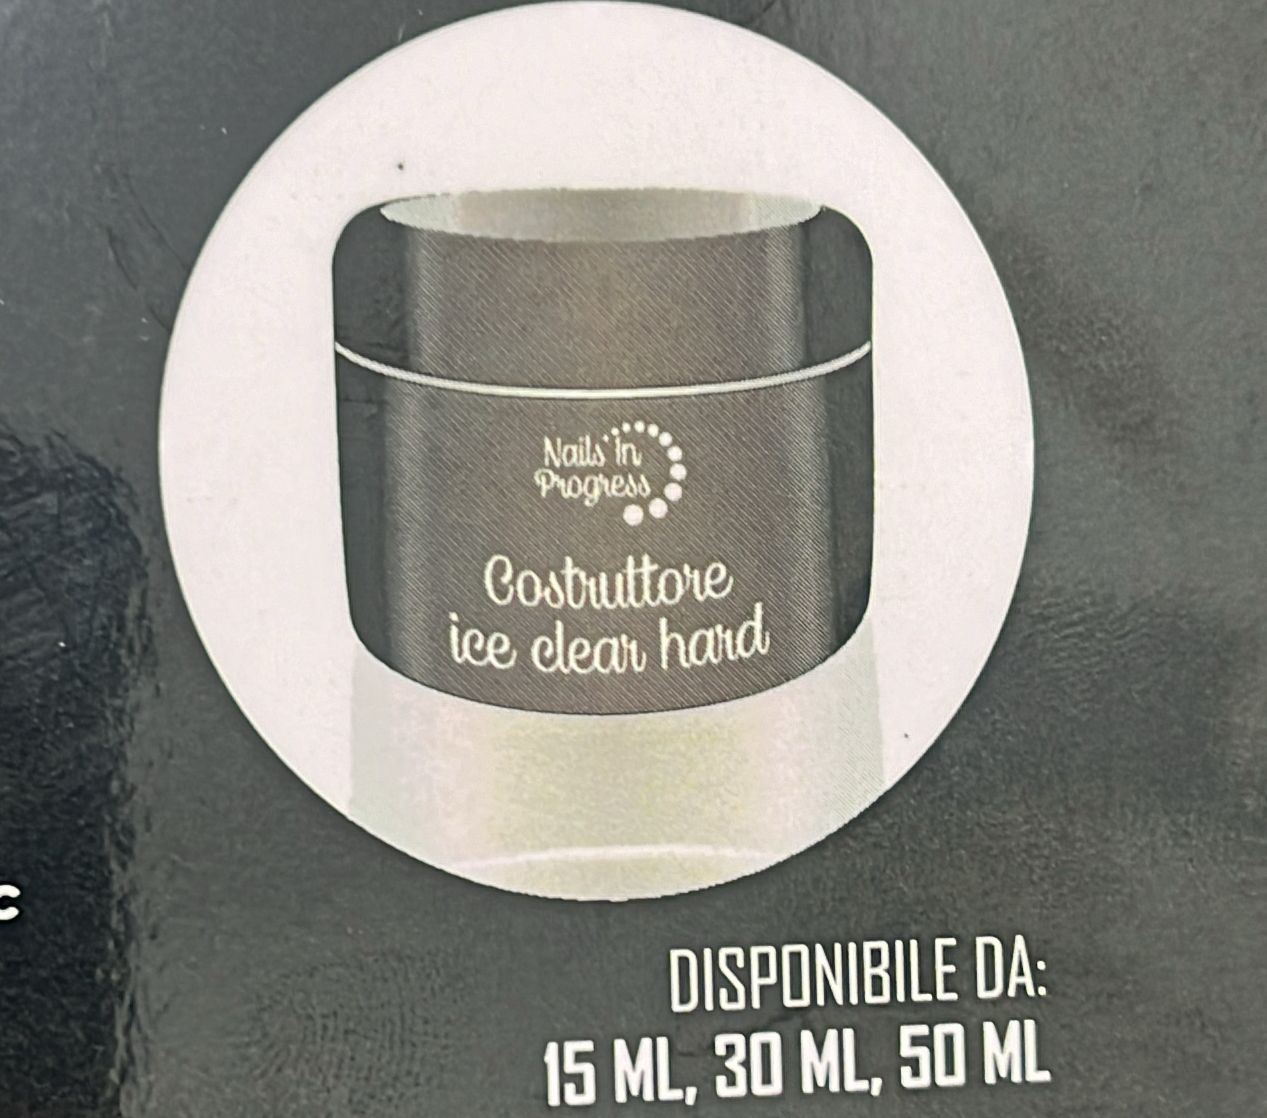 Nails In
Progress
Costruttore
ice clear hard
DISPONIBILE DA:
15 ML, 30 ML, 50 ML